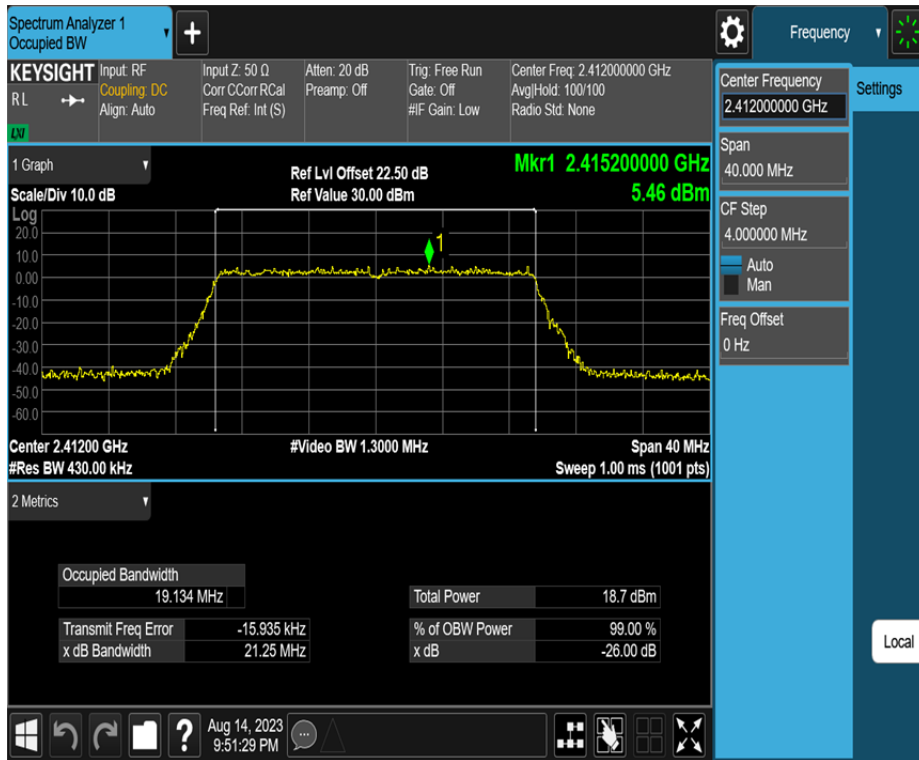 Spectrum Analyzer 1
Occupied BW
+
Frequency
KEYSIGHT
R L
LXI
Input: RF
Coupling: DC
Align: Auto
Input Z: 50 Ω
Corr CCorr RCal
Freq Ref: Int (S)
Atten: 20 dB
Preamp: Off
Trig: Free Run
Gate: Off
#IF Gain: Low
Center Freq: 2.412000000 GHz
Avg|Hold: 100/100
Radio Std: None
Center Frequency
2.412000000 GHz
Settings
Span
40.000 MHz
CF Step
4.000000 MHz
Auto
Man
Freq Offset
0 Hz
Local
1 Graph
Scale/Div 10.0 dB
Ref Lvl Offset 22.50 dB
Ref Value 30.00 dBm
Mkr1 2.415200000 GHz
5.46 dBm
Log
20.0
10.0
0.00
-10.0
-20.0
-30.0
-40.0
-50.0
-60.0
1
Center 2.41200 GHz
#Video BW 1.3000 MHz
Span 40 MHz
#Res BW 430.00 kHz
Sweep 1.00 ms (1001 pts)
2 Metrics
Occupied Bandwidth
19.134 MHz
Total Power 18.7 dBm
Transmit Freq Error -15.935 kHz
% of OBW Power 99.00 %
x dB Bandwidth 21.25 MHz
x dB -26.00 dB
?
Aug 14, 2023
9:51:29 PM